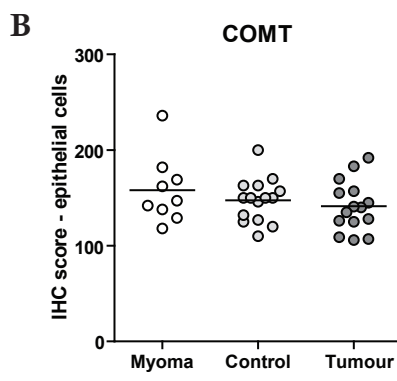 B
COMT
IHC score - epithelial cells
300
200
100
0
Myoma Control Tumour